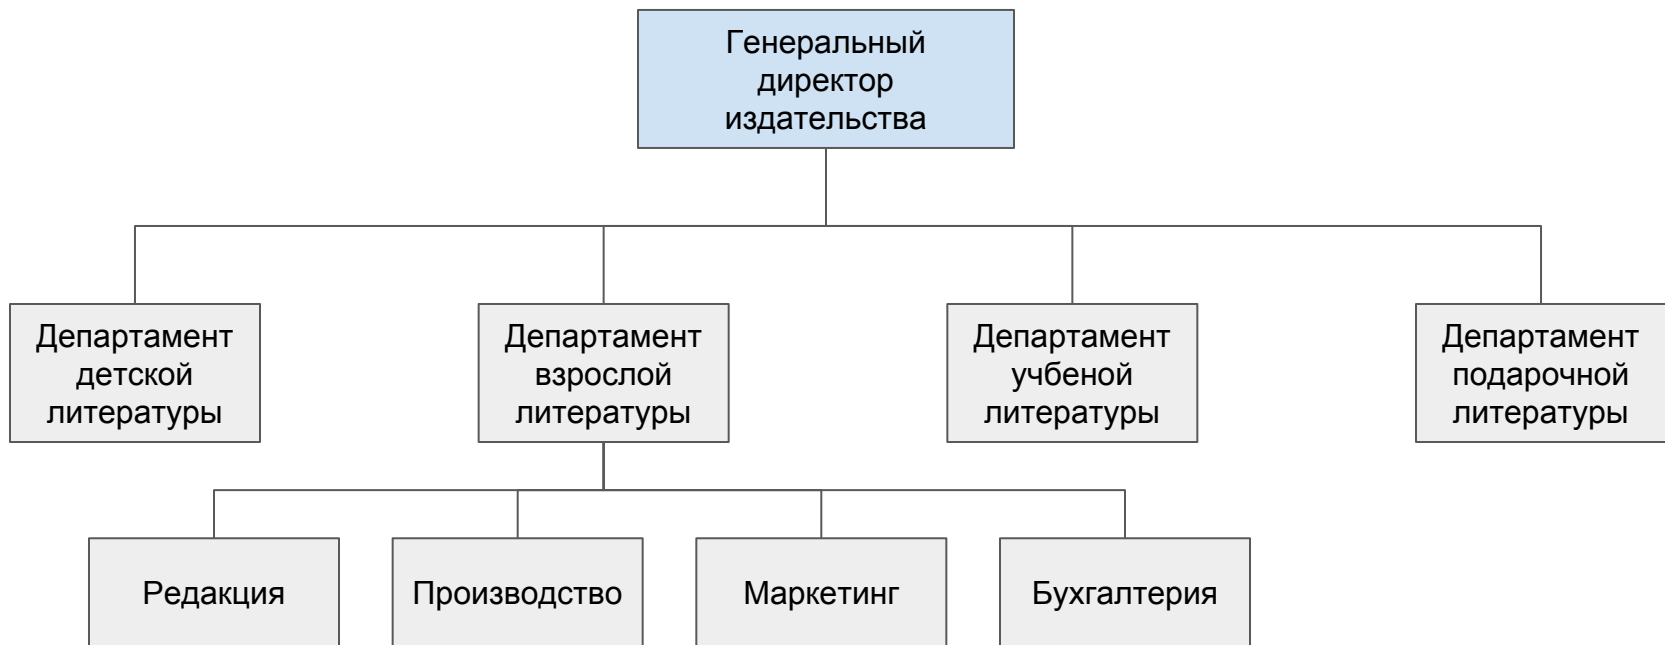 Генеральный
директор
издательства
Департамент
детской
литературы
Департамент
взрослой
литературы
Департамент
учбеной
литературы
Департамент
подарочной
литературы
Редакция
Производство
Маркетинг
Бухгалтерия